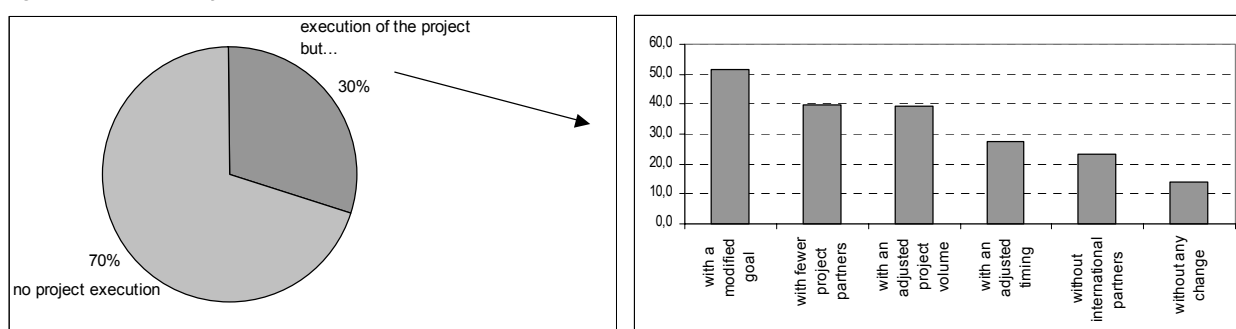 execution of the project
but...
30%
70%
no project execution
60,0
50,0
40,0
30,0
20,0
10,0
0,0
with a
modified
goal
with fewer
project
partners
with an
adjusted
project
volume
with an
adjusted
timing
without
international
partners
without any
change